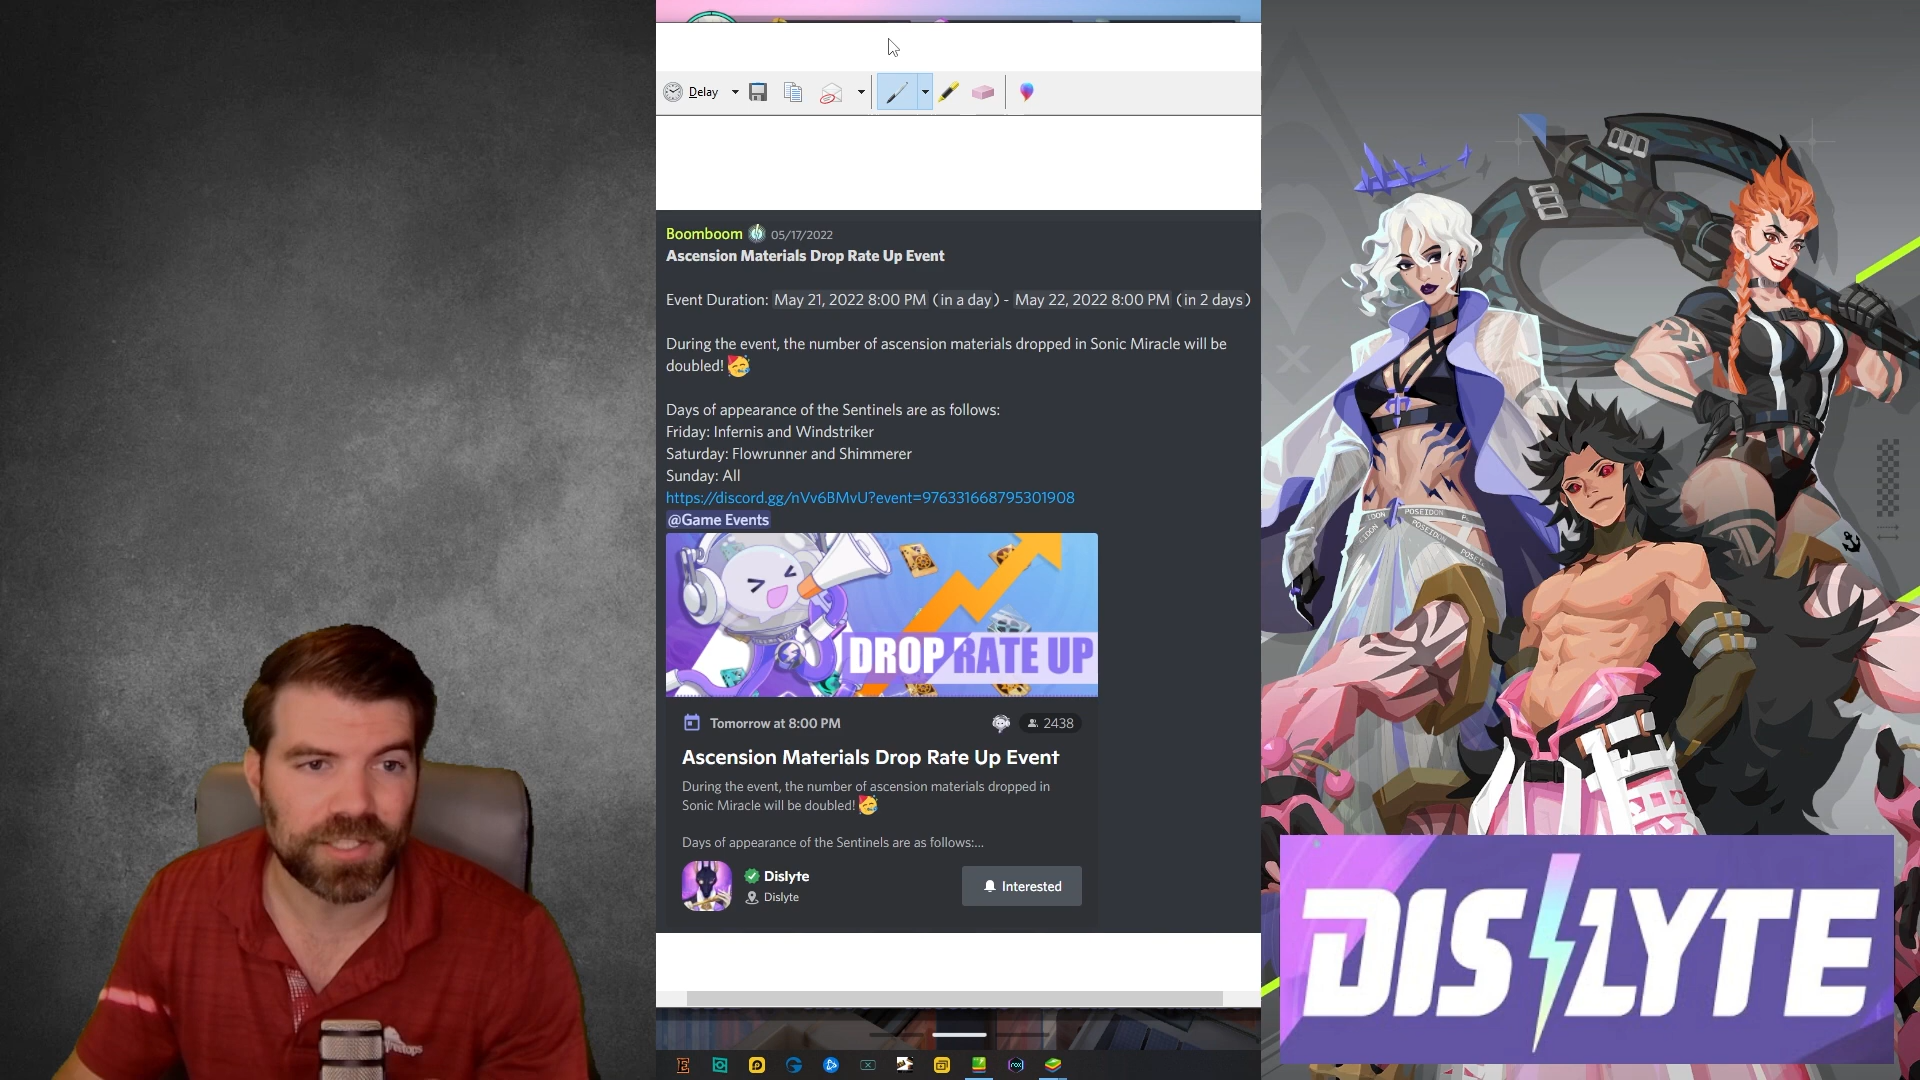 Delay
Boomboom 05/17/2022
Ascension Materials Drop Rate Up Event
Event Duration: May 21, 2022 8:00 PM (in a day) - May 22, 2022 8:00 PM (in 2 days)
During the event, the number of ascension materials dropped in Sonic Miracle will be
doubled!
Days of appearance of the Sentinels are as follows:
Friday: Infernis and Windstriker
Saturday: Flowrunner and Shimmerer
Sunday: All
https://discord.gg/nVv6BMvU?event=976331668795301908
@Game Events
DROP RATE UP
Tomorrow at 8:00 PM 2438
Ascension Materials Drop Rate Up Event
During the event, the number of ascension materials dropped in
Sonic Miracle will be doubled!
Days of appearance of the Sentinels are as follows:...
Dislyte
Dislyte
Interested
POSEIDON
DISLYTE